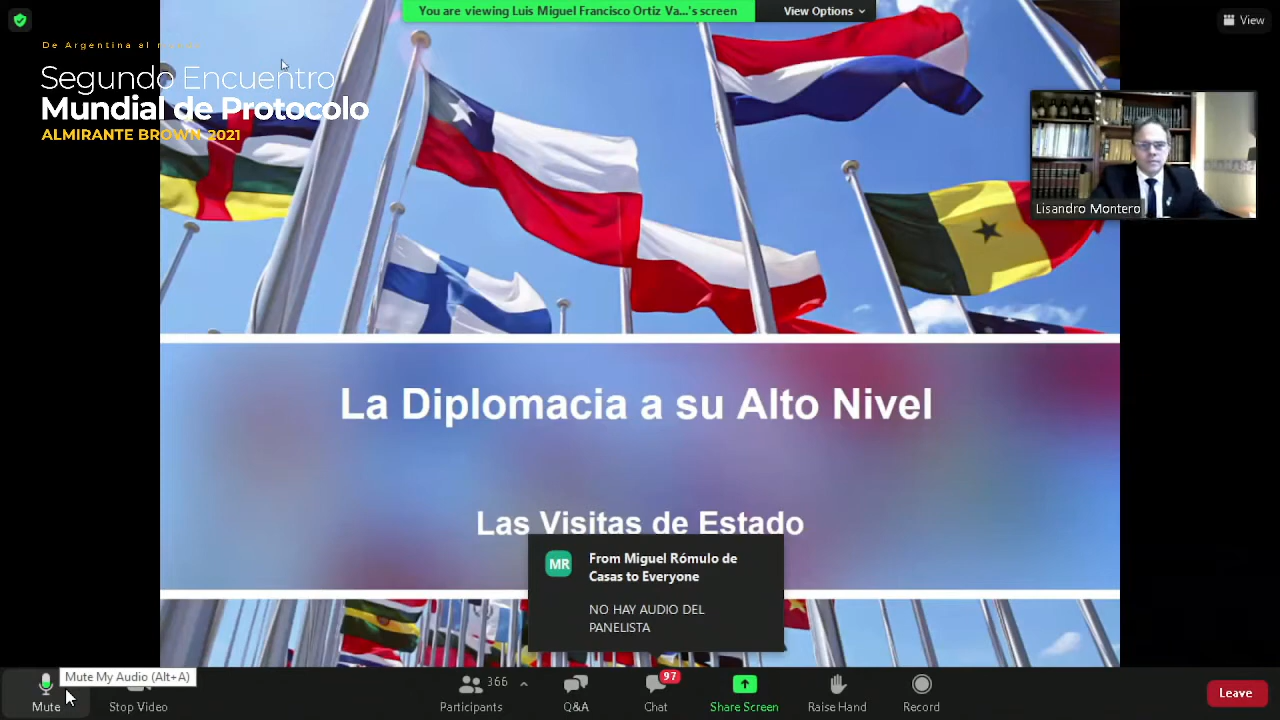 You are viewing Luis Miguel Francisco Ortiz Va...'s screen
View Options
View
De Argentina al mundo
Segundo Encuentro
Mundial de Protocolo
ALMIRANTE BROWN 2021
Lisandro Montero
La Diplomacia a su Alto Nivel
Las Visitas de Estado
MR
From Miguel Rómulo de
Casas to Everyone
NO HAY AUDIO DEL
PANELISTA
Mute My Audio (Alt+A)
Mute
Stop Video
366
Participants
Q&A
97
Chat
Share Screen
Raise Hand
Record
Leave